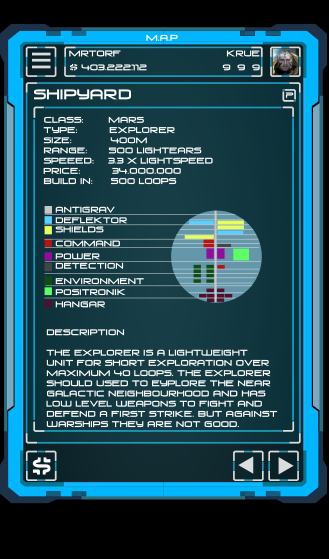 M.A.P
MRTORF KRUE
$ 403.222.112 9 9 9
SHIPYARD P
CLASS: MARS
TYPE: EXPLORER
SIZE: 400M
RANGE: 500 LIGHTEARS
SPEEED: 3.3 X LIGHTSPEED
PRICE: 34.000.000
BUILD IN: 500 LOOPS
ANTIGRAV
DEFLEKTOR
SHIELDS
COMMAND
POWER
DETECTION
ENVIRONMENT
POSITRONIK
HANGAR
DESCRIPTION
THE EXPLORER IS A LIGHTWEIGHT
UNIT FOR SHORT EXPLORATION OVER
MAXIMUM 40 LOOPS. THE EXPLORER
SHOULD USED TO EYPLORE THE NEAR
GALACTIC NEIGHBOURHOOD AND HAS
LOW LEVEL WEAPONS TO FIGHT AND
DEFEND A FIRST STRIKE. BUT AGAINST
WARSHIPS THEY ARE NOT GOOD.
$